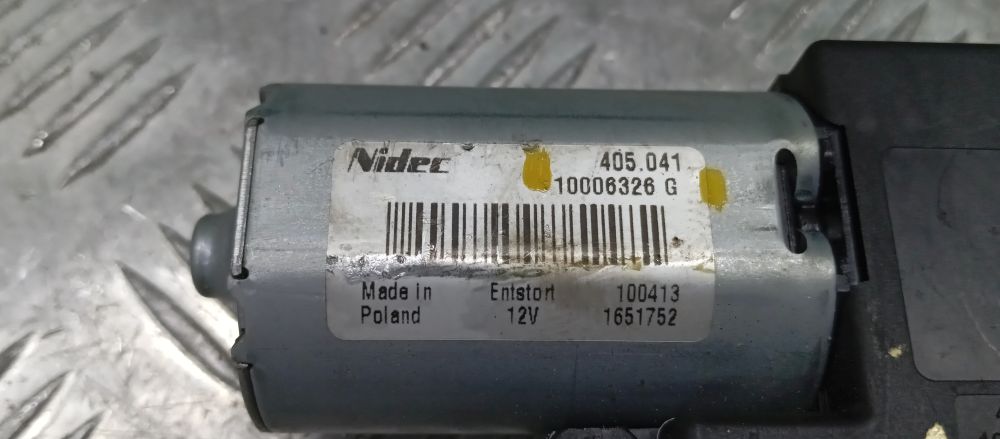 Nidec 405.041
10006326 G
Made in Entstort 100413
Poland 12V 1651752